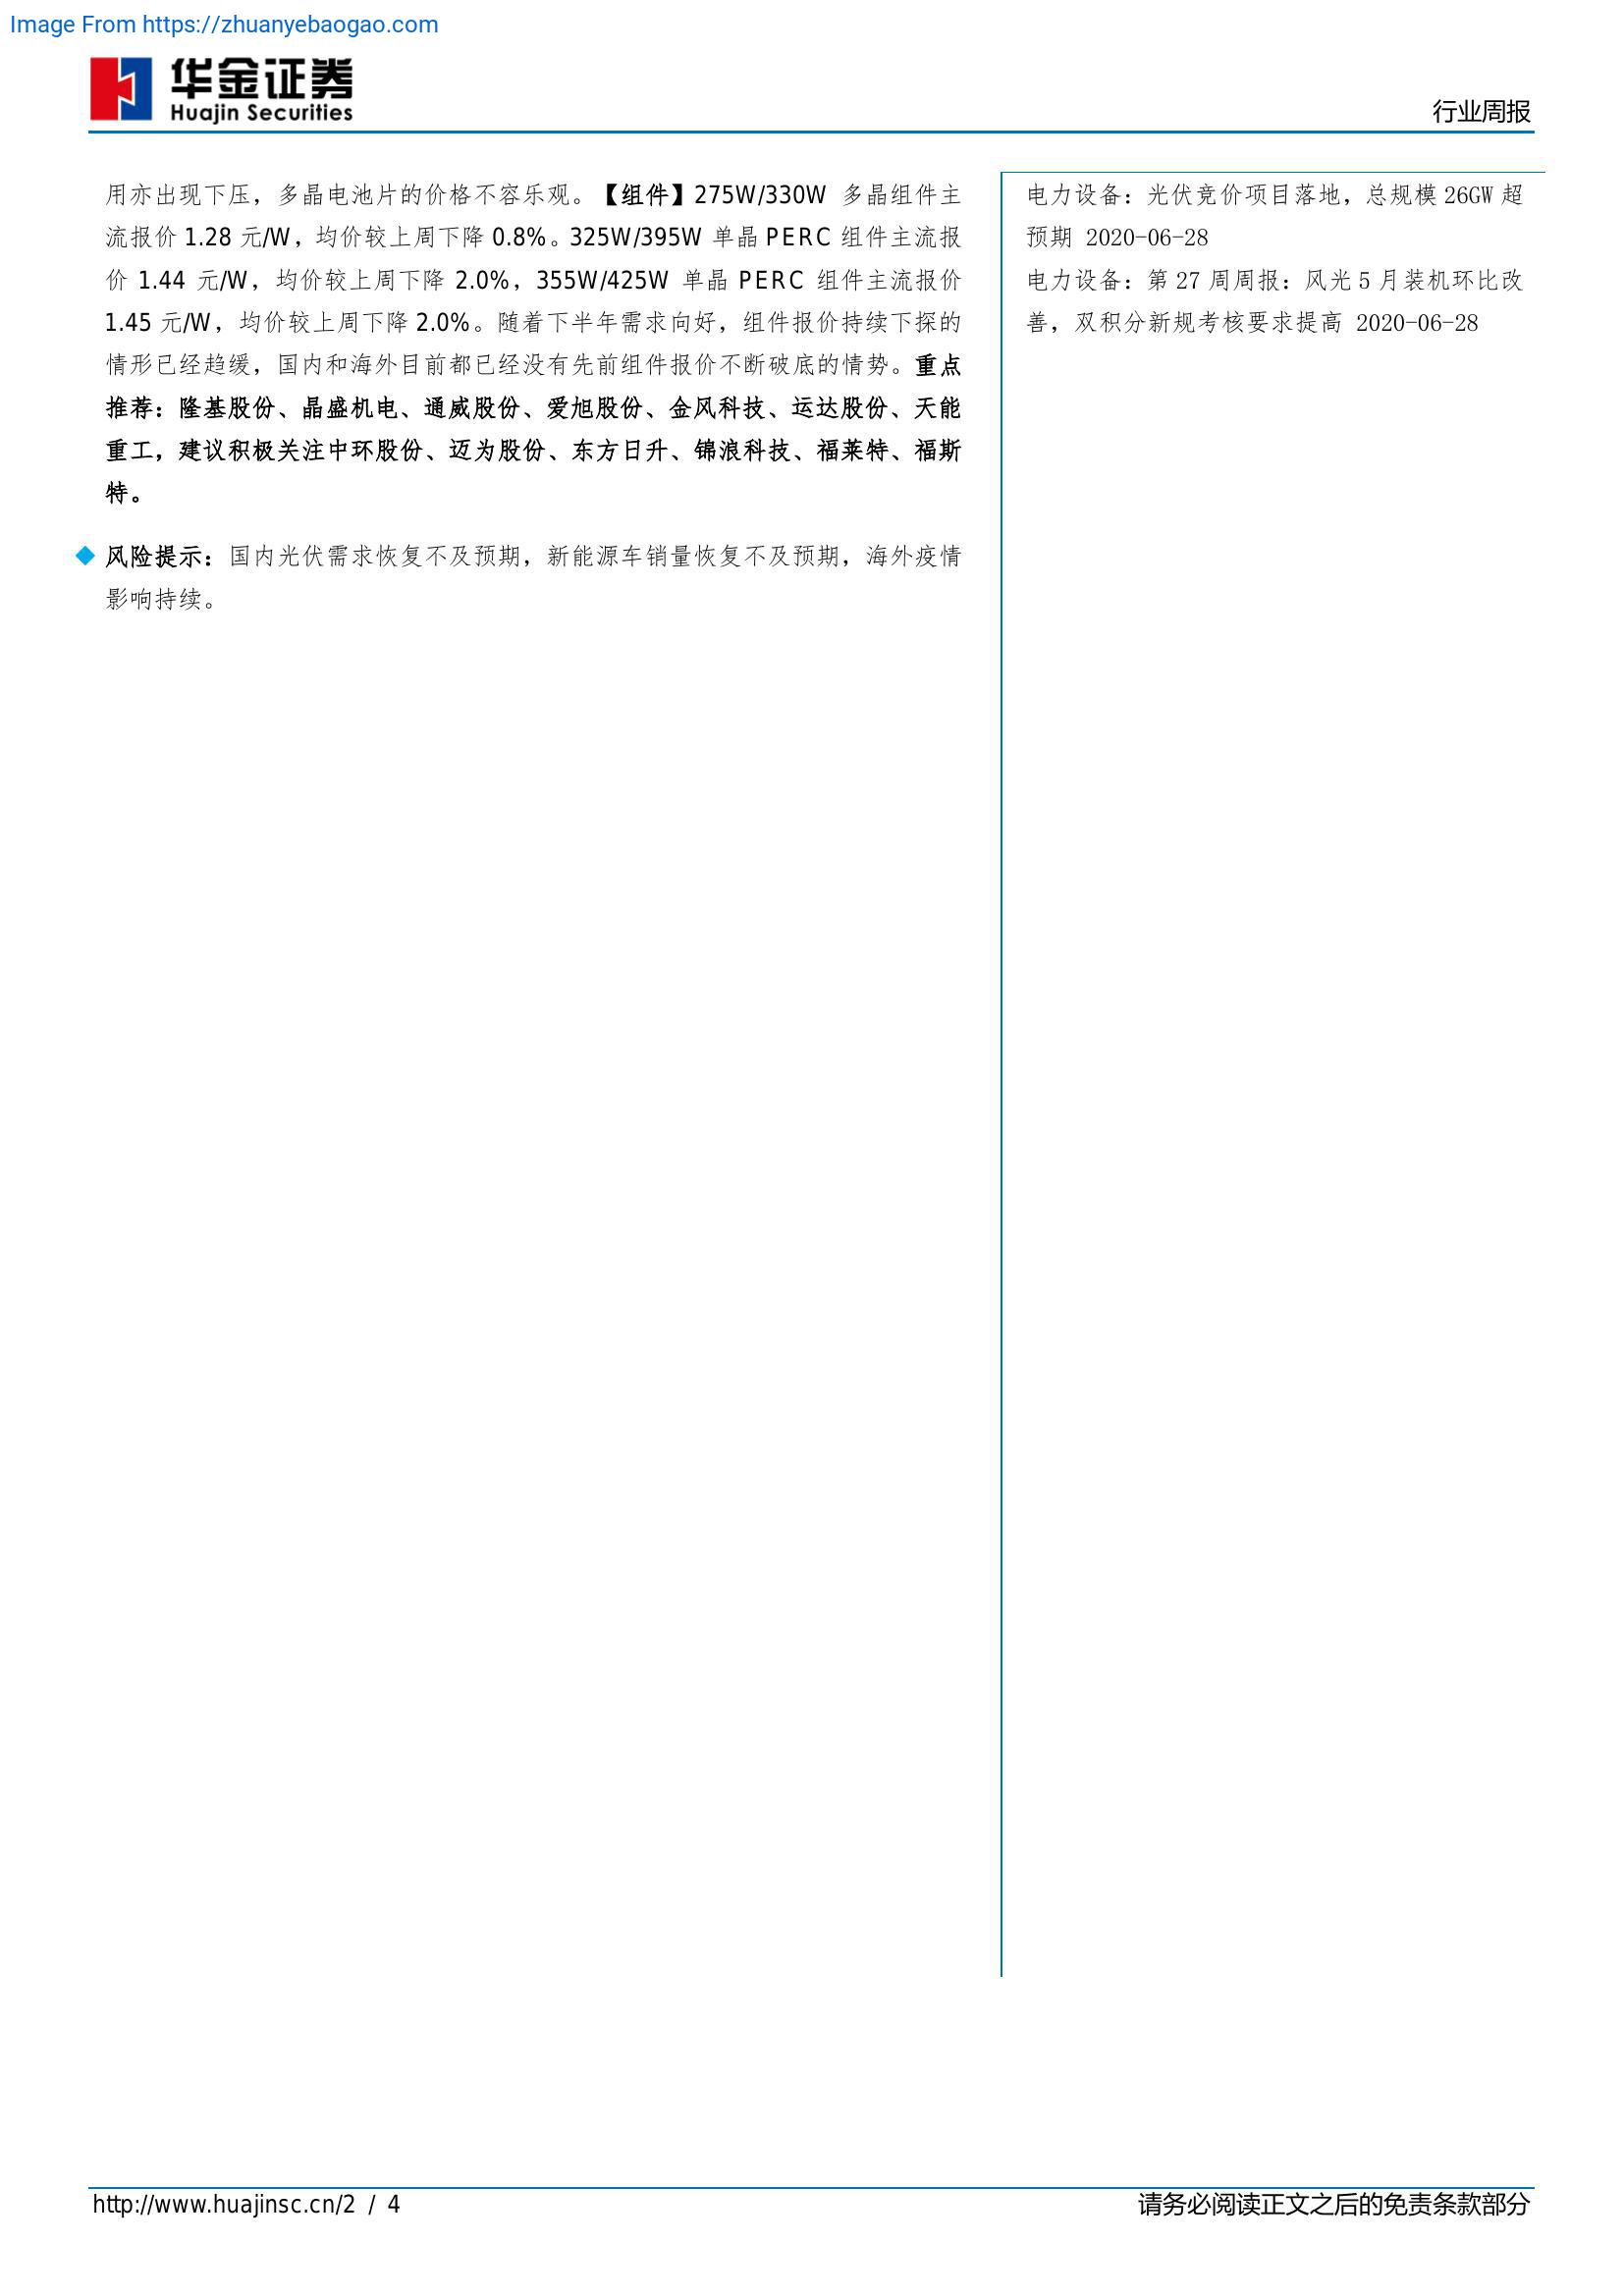 Image From https://zhuanyebaogao.com
华金证券
Huajin Securities
行业周报
用亦出现下压，多晶电池片的价格不容乐观。【组件】275W/330W 多晶组件主
流报价 1.28 元/W，均价较上周下降 0.8%。325W/395W 单晶 PERC 组件主流报
价 1.44 元/W，均价较上周下降 2.0%，355W/425W 单晶 PERC 组件主流报价
1.45 元/W，均价较上周下降 2.0%。随着下半年需求向好，组件报价持续下探的
情形已经趋缓，国内和海外目前都已经没有先前组件报价不断破底的情势。重点
推荐：隆基股份、晶盛机电、通威股份、爱旭股份、金风科技、运达股份、天能
重工，建议积极关注中环股份、迈为股份、东方日升、锦浪科技、福莱特、福斯
特。
风险提示：国内光伏需求恢复不及预期，新能源车销量恢复不及预期，海外疫情
影响持续。
电力设备：光伏竞价项目落地，总规模 26GW 超
预期 2020-06-28
电力设备：第 27 周周报：风光 5 月装机环比改
善，双积分新规考核要求提高 2020-06-28
http://www.huajinsc.cn/2 / 4
请务必阅读正文之后的免责条款部分